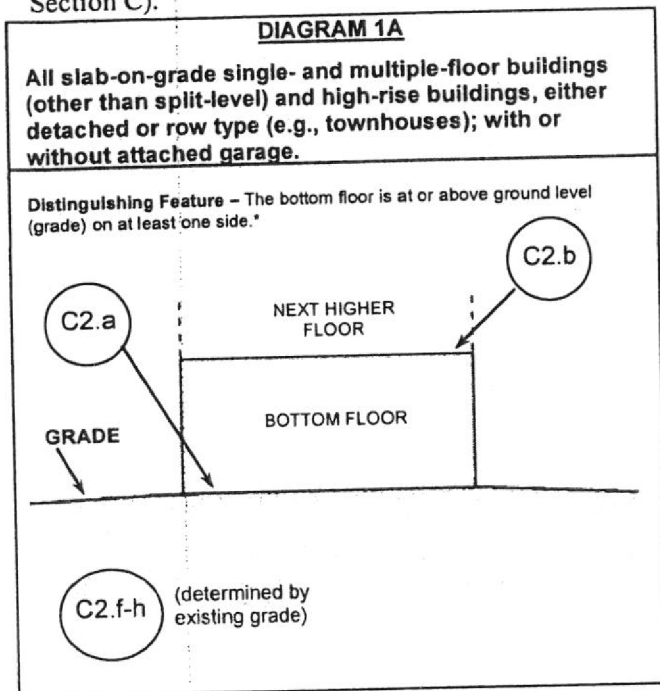 Section C).
DIAGRAM 1A
All slab-on-grade single- and multiple-floor buildings
(other than split-level) and high-rise buildings, either
detached or row type (e.g., townhouses); with or
without attached garage.
Distinguishing Feature – The bottom floor is at or above ground level
(grade) on at least one side.*
C2.b
C2.a
NEXT HIGHER
FLOOR
BOTTOM FLOOR
GRADE
C2.f-h
(determined by
existing grade)